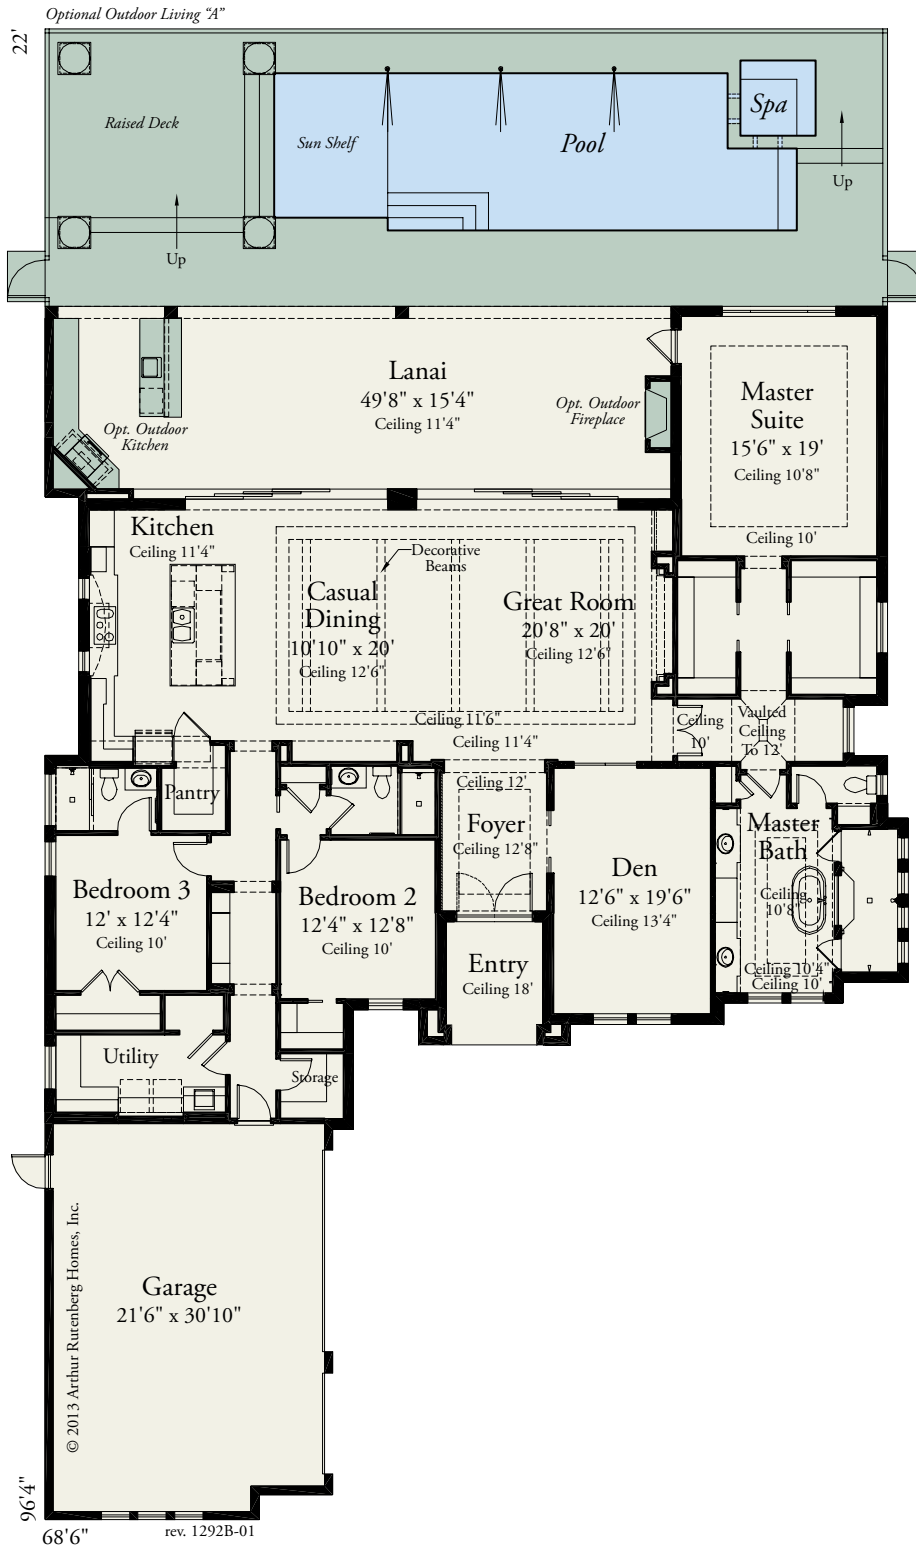 Optional Outdoor Living “A”
22'
Raised Deck
Sun Shelf
Pool
Spa
Up
Up
Lanai
49'8" x 15'4"
Ceiling 11'4"
Opt. Outdoor
Kitchen
Opt. Outdoor
Fireplace
Master
Suite
15'6" x 19'
Ceiling 10'8"
Ceiling 10'
Kitchen
Ceiling 11'4"
Decorative
Beams
Casual
Dining
10'10" x 20'
Ceiling 12'6"
Great Room
20'8" x 20'
Ceiling 12'6"
Ceiling 11'6"
Ceiling 11'4"
Ceiling
10'
Vaulted
Ceiling
To 12'
Pantry
Ceiling 12'
Foyer
Ceiling 12'8"
Master
Bath
Ceiling
10'8"
Ceiling 10'4"
Ceiling 10'
Den
12'6" x 19'6"
Ceiling 13'4"
Bedroom 3
12' x 12'4"
Ceiling 10'
Bedroom 2
12'4" x 12'8"
Ceiling 10'
Entry
Ceiling 18'
Utility
Storage
Garage
21'6" x 30'10"
© 2013 Arthur Rutenberg Homes, Inc.
96'4"
68'6"
rev. 1292B-01